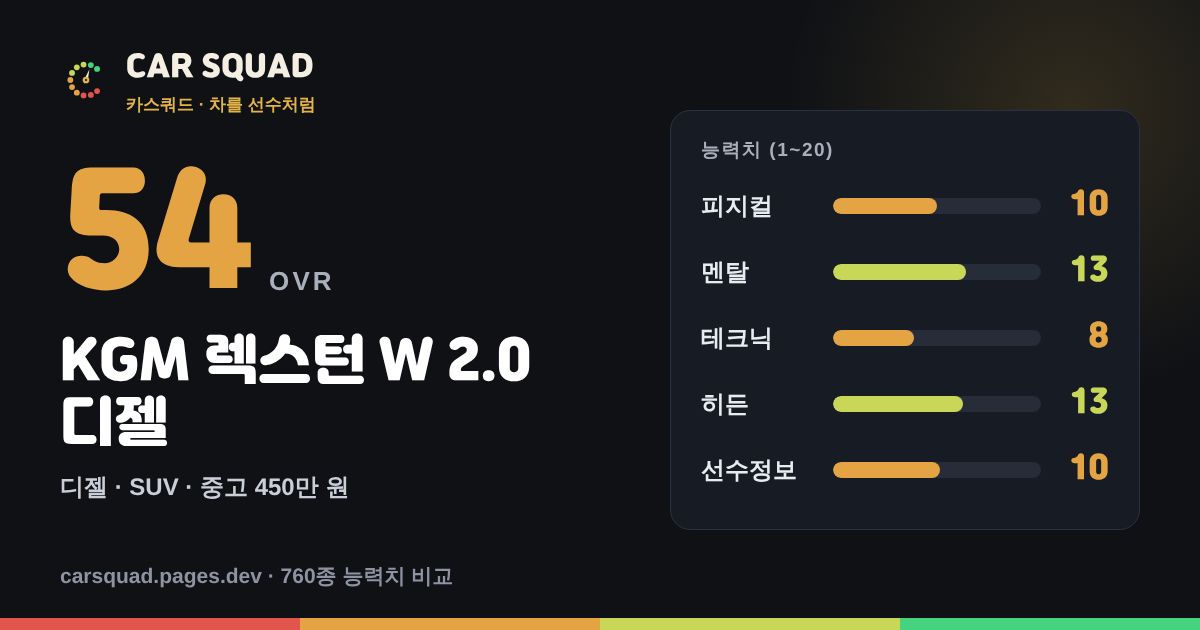 CAR SQUAD
카스쿼드 · 차를 선수처럼
54 OVR
KGM 렉스턴 W 2.0
디젤
디젤 · SUV · 중고 450만 원
carsquad.pages.dev · 760종 능력치 비교
능력치 (1~20)
피지컬 10
멘탈 13
테크닉 8
히든 13
선수정보 10